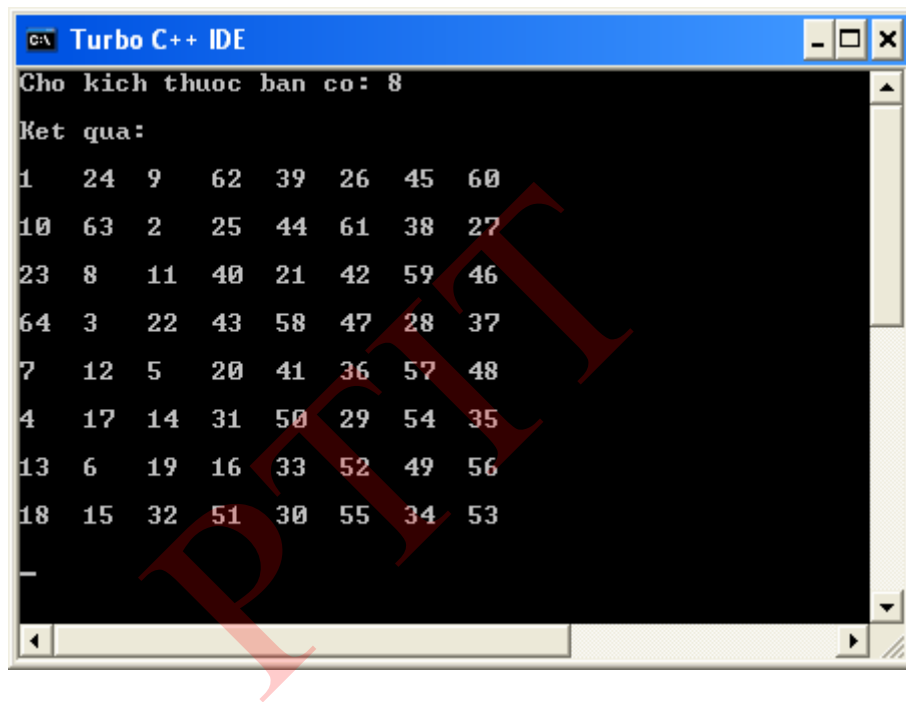 Turbo C++ IDE
Cho kich thuoc ban co: 8
Ket qua:
1 24 9 62 39 26 45 60
10 63 2 25 44 61 38 27
23 8 11 40 21 42 59 46
64 3 22 43 58 47 28 37
7 12 5 20 41 36 57 48
4 17 14 31 50 29 54 35
13 6 19 16 33 52 49 56
18 15 32 51 30 55 34 53
_
PTIT